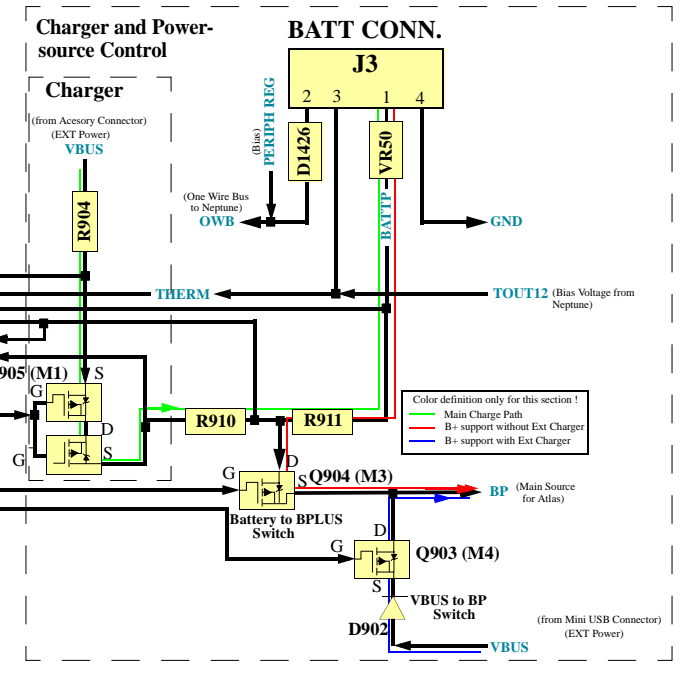 Charger and Power-
source Control
BATT CONN.
J3
2
3
1
4
Charger
(from Acesory Connector)
(EXT Power)
VBUS
(Bias)
PERIPH REG
D1426
VR50
R904
(One Wire Bus
to Neptune)
OWB
BATTP
GND
THERM
TOUT12 (Bias Voltage from
Neptune)
905 (M1)
S
G
D
G
S
R910
R911
Color definition only for this section !
Main Charge Path
B+ support without Ext Charger
B+ support with Ext Charger
D
G
S
Q904 (M3)
BP
(Main Source
for Atlas)
Battery to BPLUS
Switch
D
G
Q903 (M4)
S
VBUS to BP
Switch
D902
(from Mini USB Connector)
(EXT Power)
VBUS